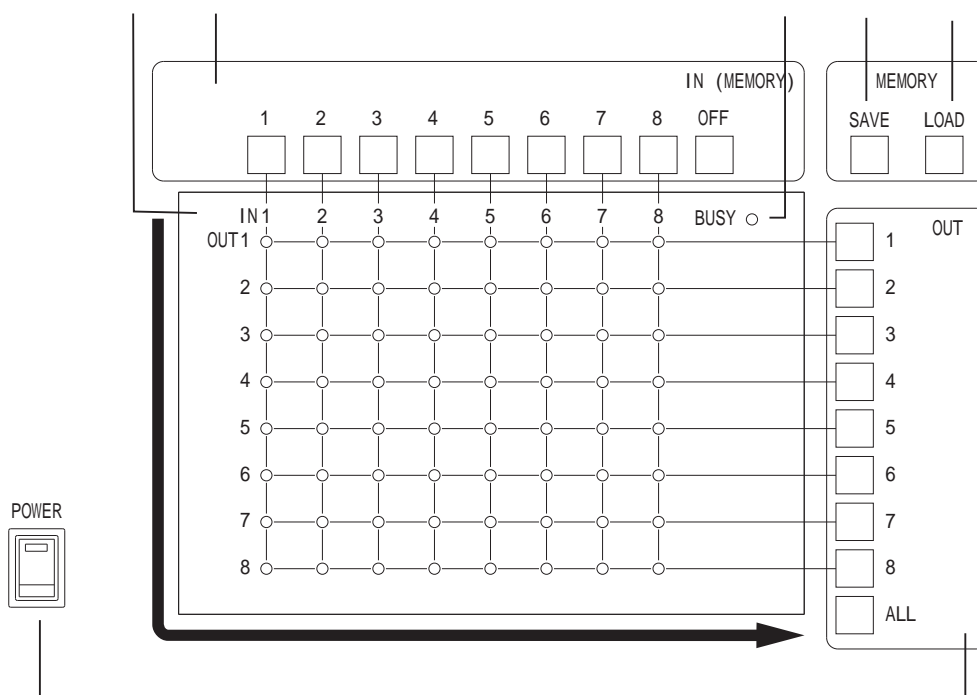 IN (MEMORY)
MEMORY
1 2 3 4 5 6 7 8 OFF
SAVE LOAD
IN 1 2 3 4 5 6 7 8 BUSY
OUT
OUT 1
1
2
2
3
3
4
4
5
5
6
6
7
7
8
8
ALL
POWER